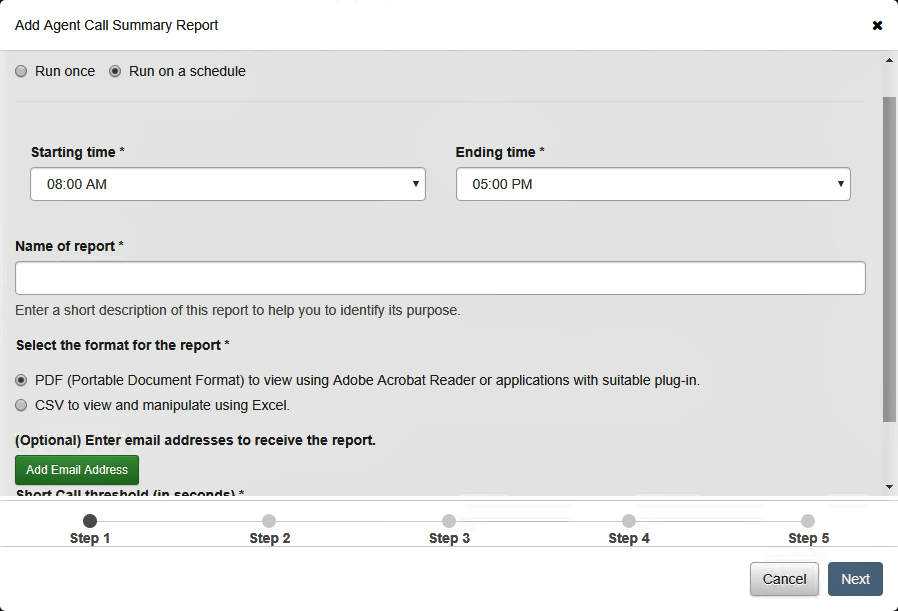 Add Agent Call Summary Report
Run once Run on a schedule
Starting time * Ending time *
08:00 AM 05:00 PM
Name of report *
Enter a short description of this report to help you to identify its purpose.
Select the format for the report *
PDF (Portable Document Format) to view using Adobe Acrobat Reader or applications with suitable plug-in.
CSV to view and manipulate using Excel.
(Optional) Enter email addresses to receive the report.
Add Email Address
Short Call threshold (in seconds) *
Step 1 Step 2 Step 3 Step 4 Step 5
Cancel Next